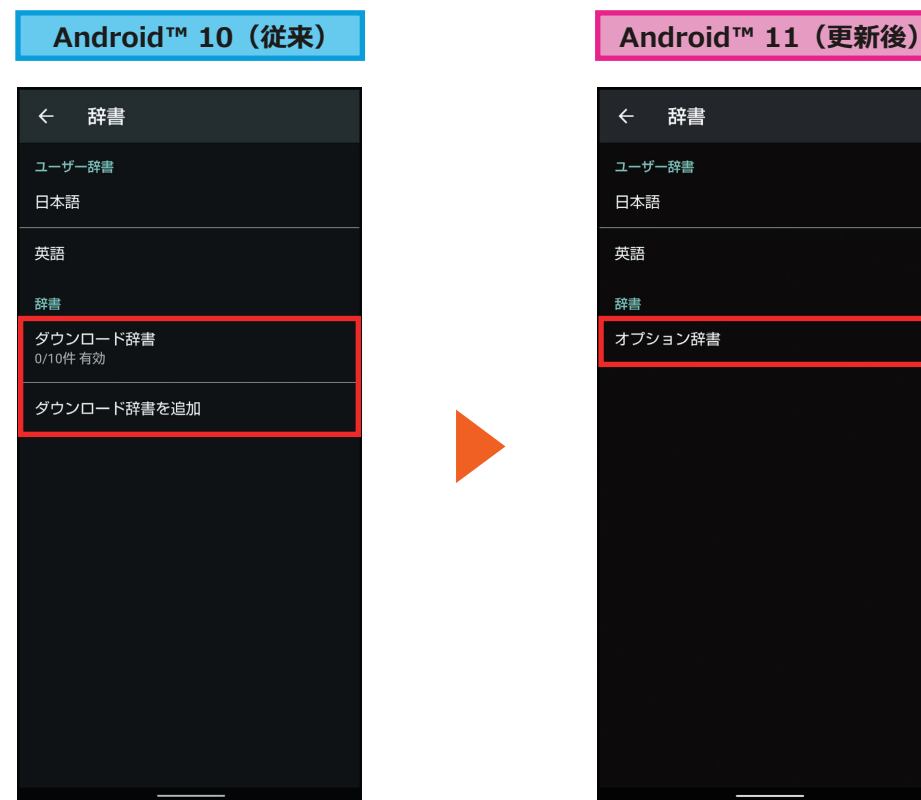 Android™ 10（従来）
← 辞書
ユーザー辞書
日本語
英語
辞書
ダウンロード辞書
0/10件 有効
ダウンロード辞書を追加
Android™ 11（更新後）
← 辞書
ユーザー辞書
日本語
英語
辞書
オプション辞書